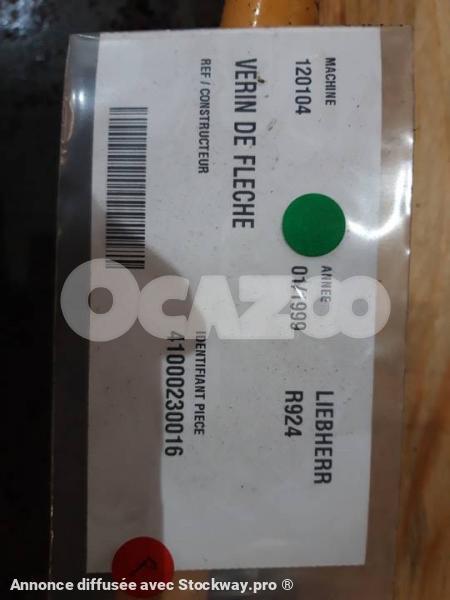 MACHINE
120104
ANNEE
01/1999
LIEBHERR
R924
VERIN DE FLECHE
REF / CONSTRUCTEUR
IDENTIFIANT PIECE
41000230016
OCAZOO
Annonce diffusée avec Stockway.pro ®